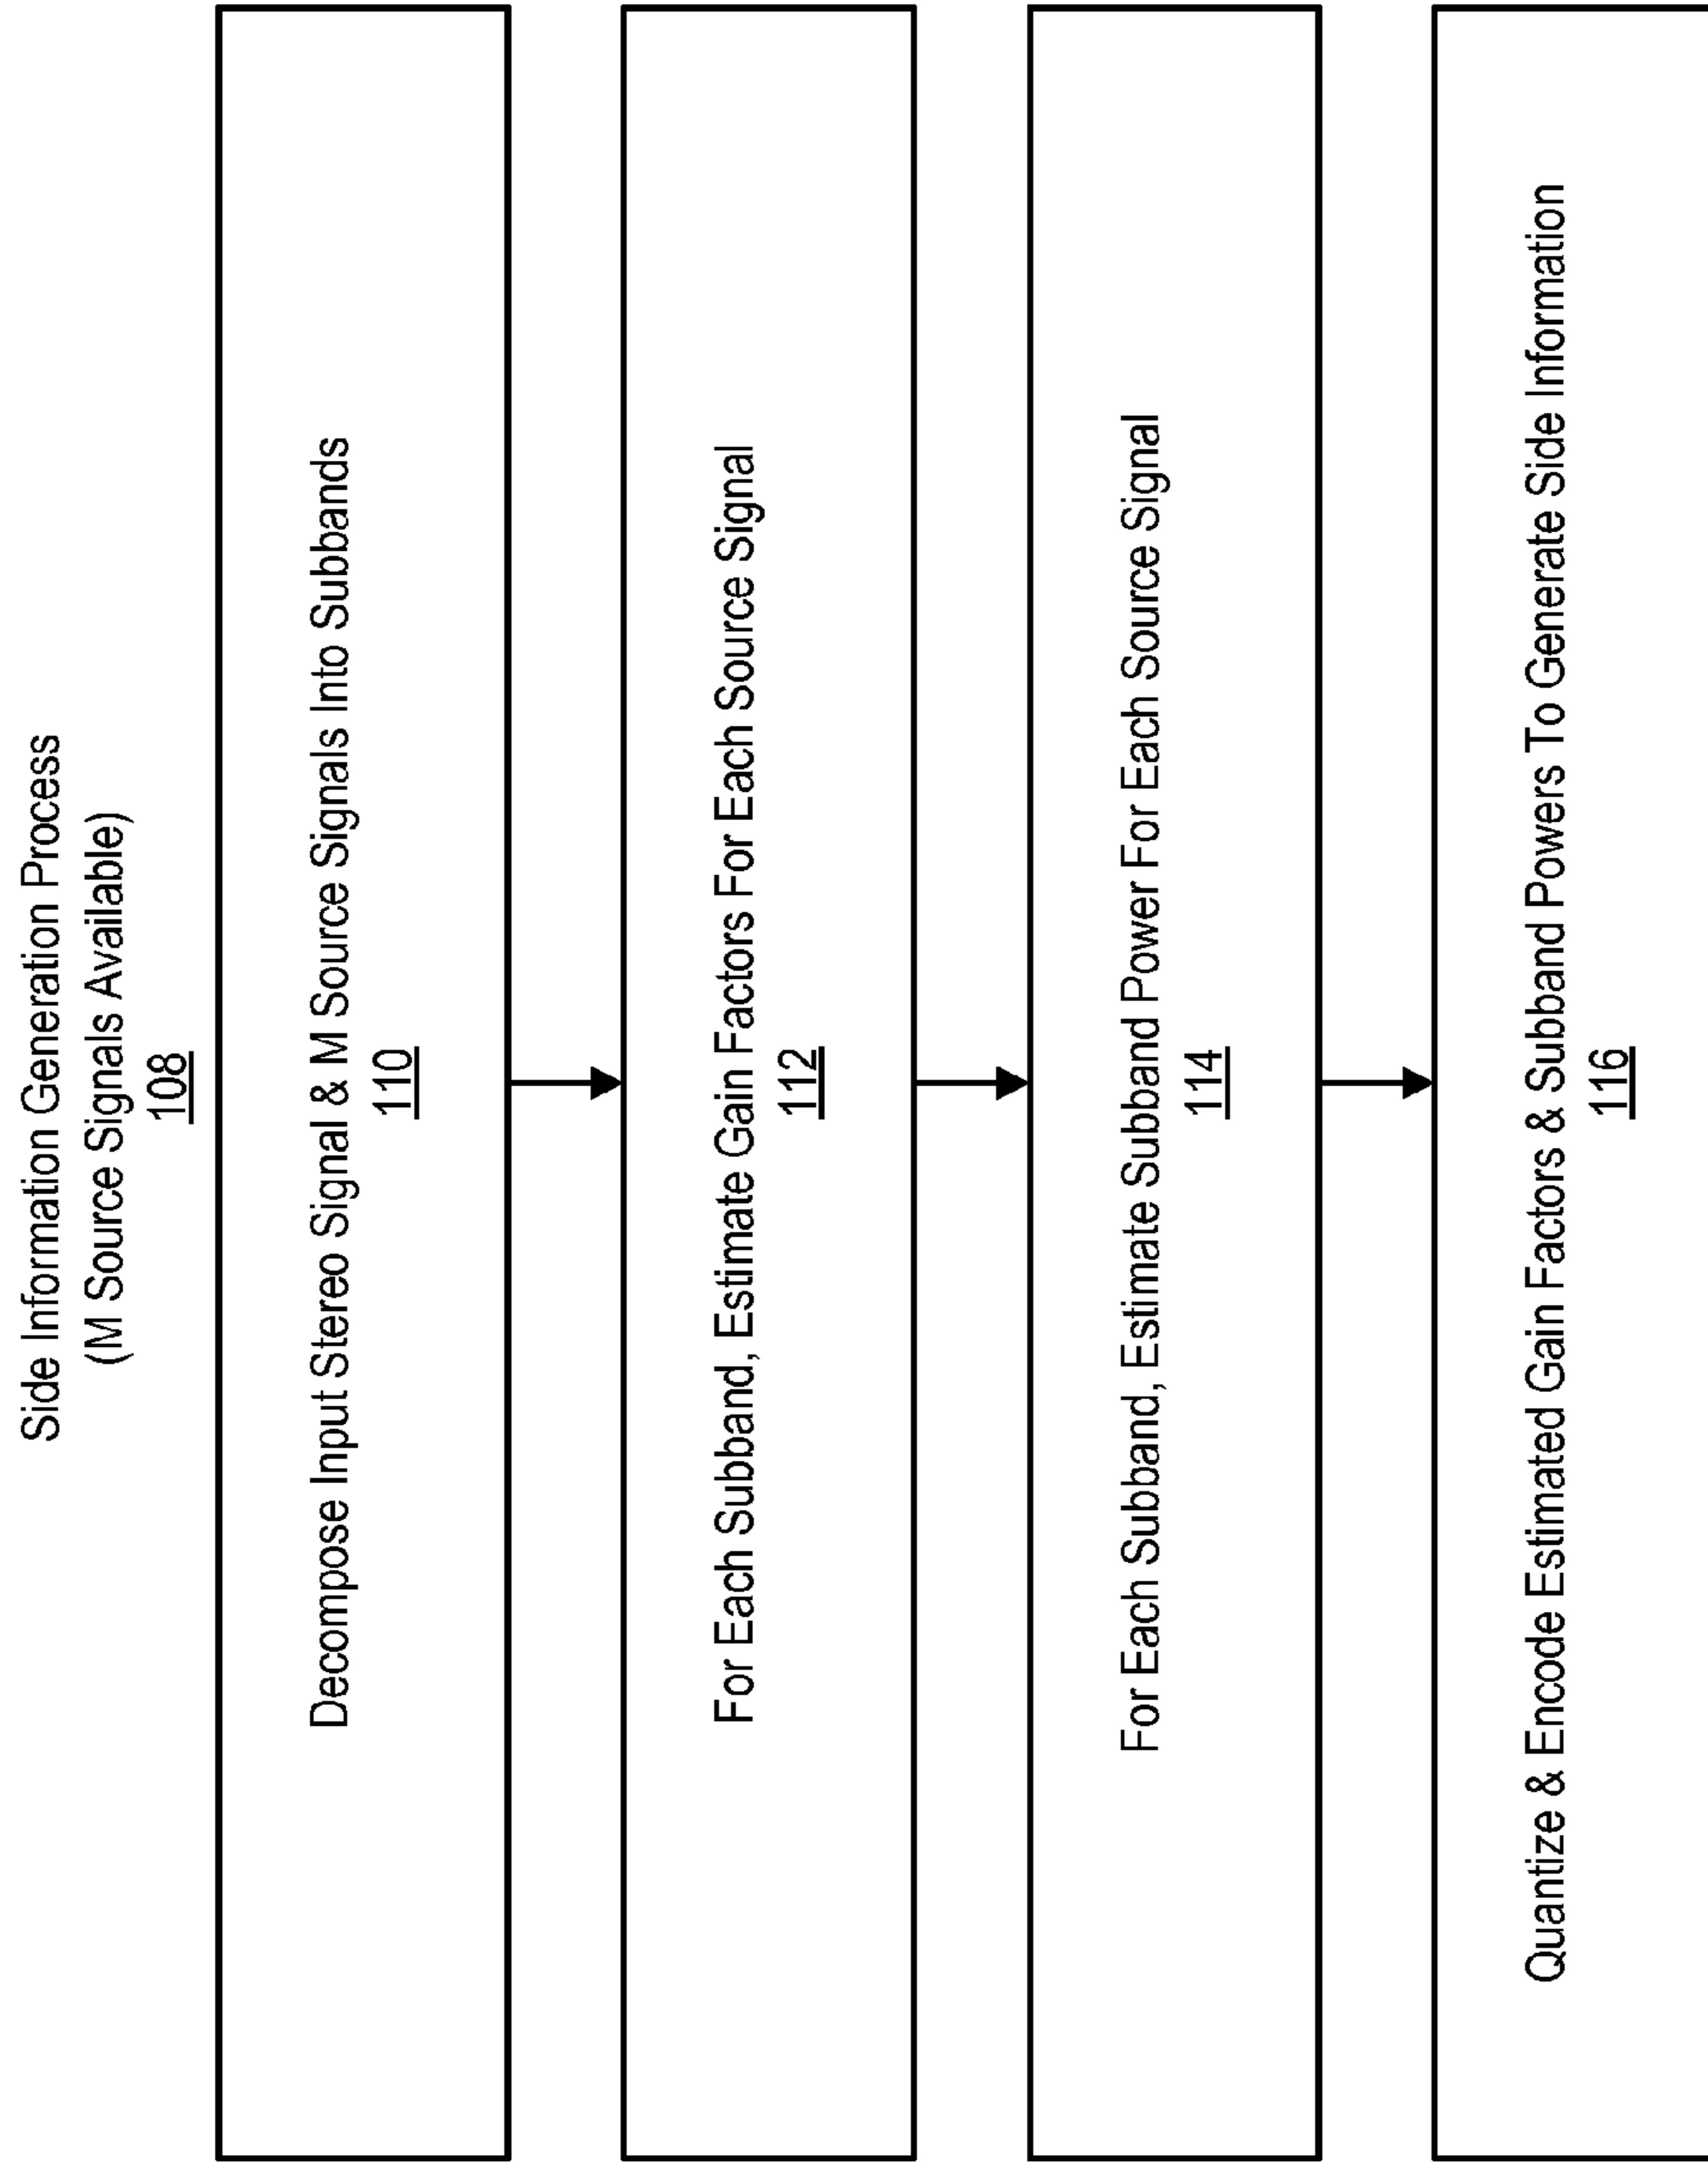 Side Information Generation Process
(M Source Signals Available)
108
Decompose Input Stereo Signal & M Source Signals Into Subbands
110
For Each Subband, Estimate Gain Factors For Each Source Signal
112
For Each Subband, Estimate Subband Power For Each Source Signal
114
Quantize & Encode Estimated Gain Factors & Subband Powers To Generate Side Information
116